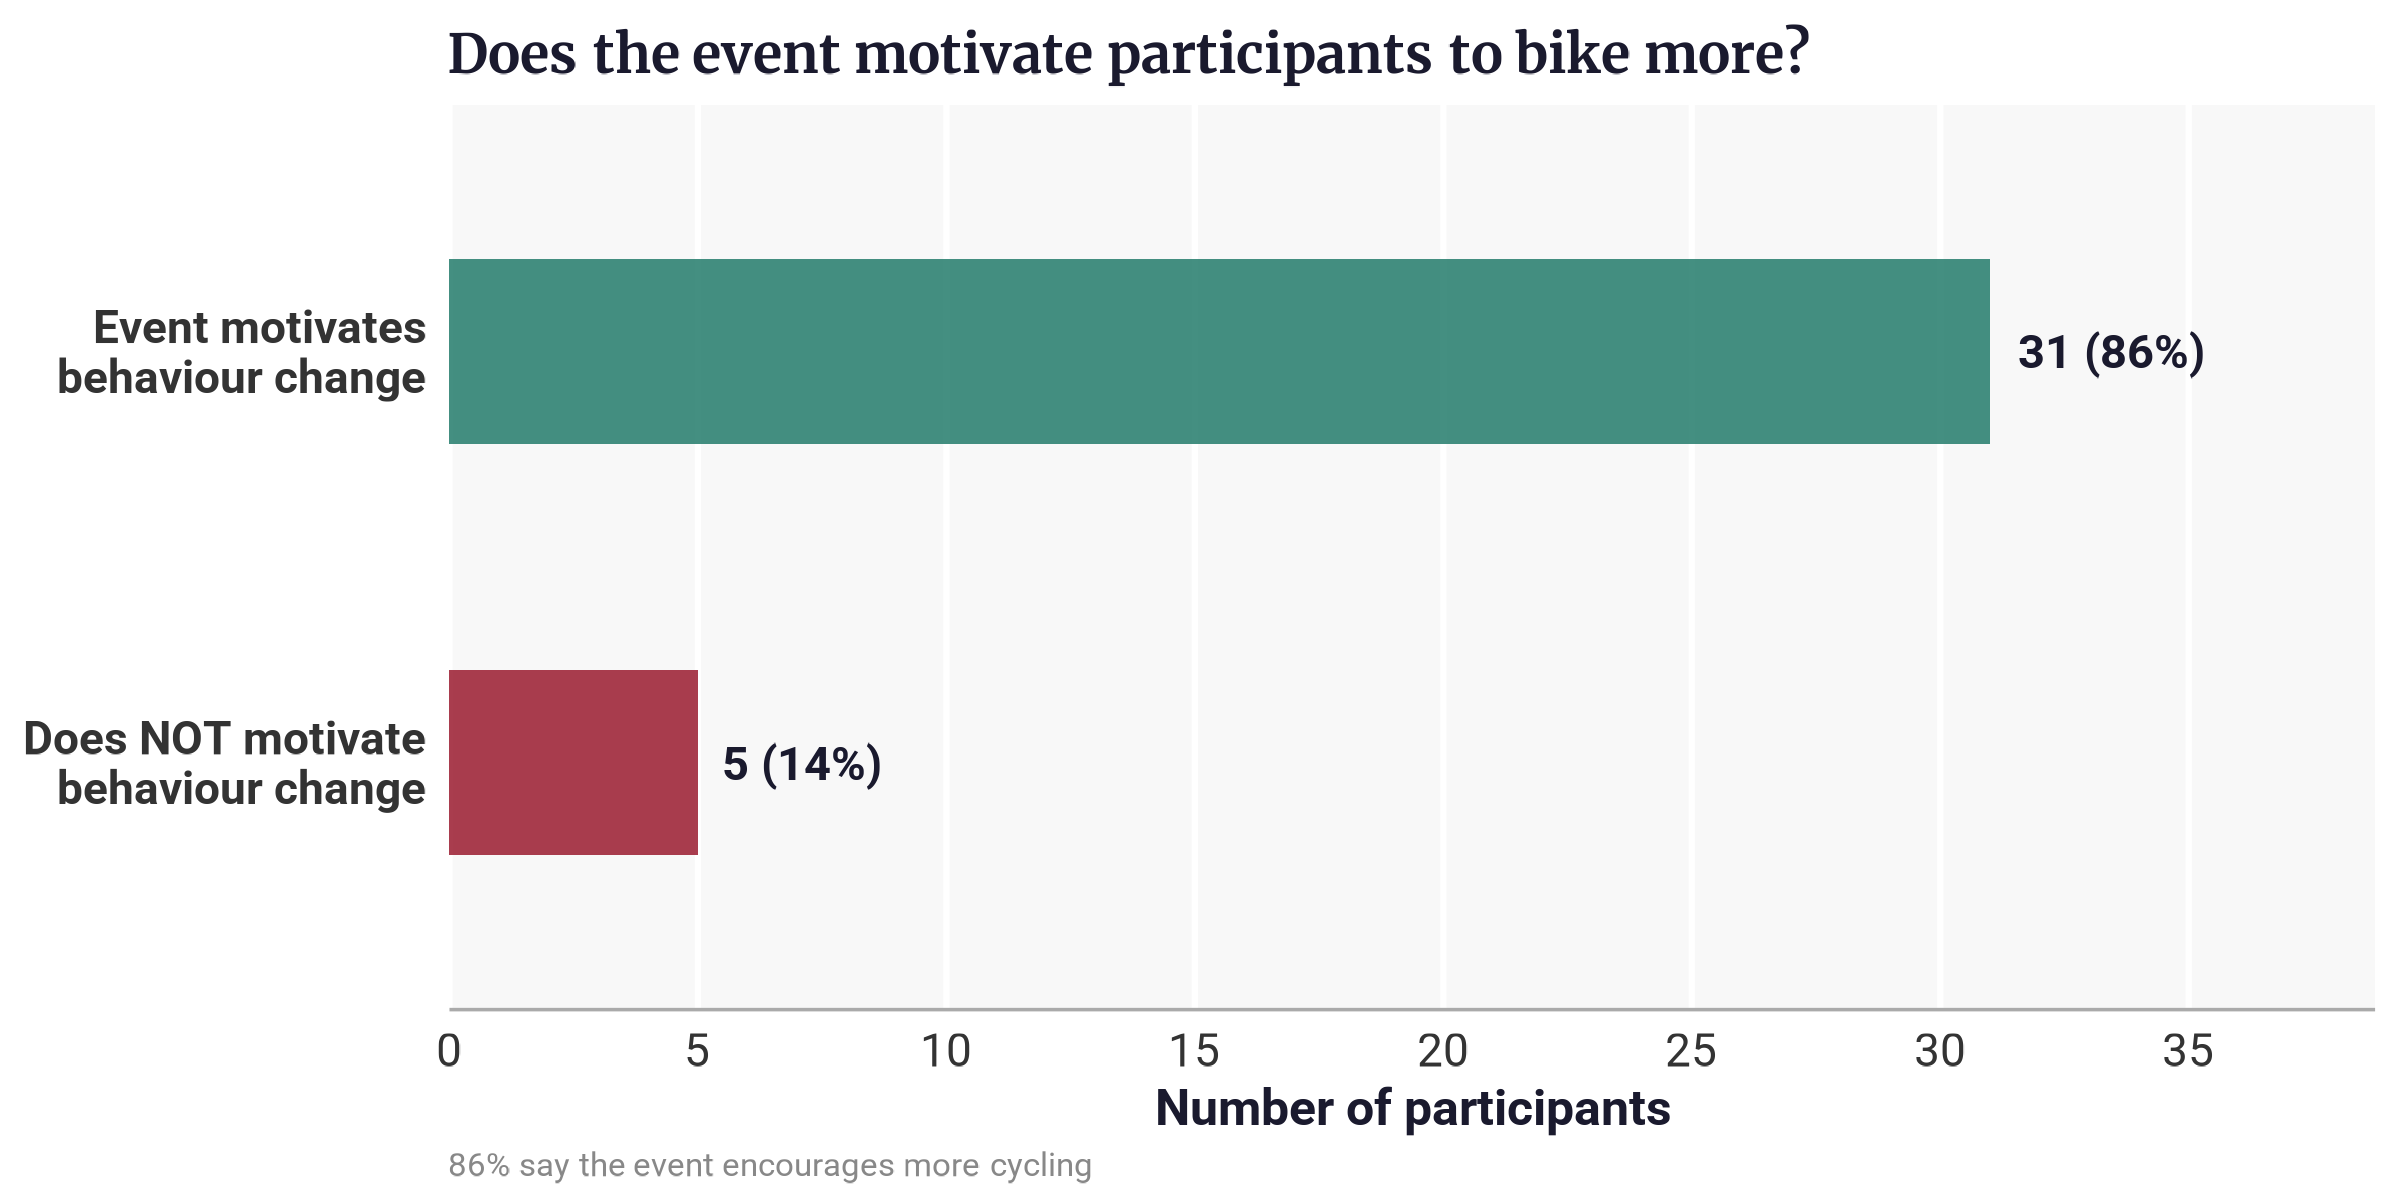 Does the event motivate participants to bike more?
Event motivates
behaviour change
31 (86%)
Does NOT motivate
behaviour change
5 (14%)
0 5 10 15 20 25 30 35
Number of participants
86% say the event encourages more cycling